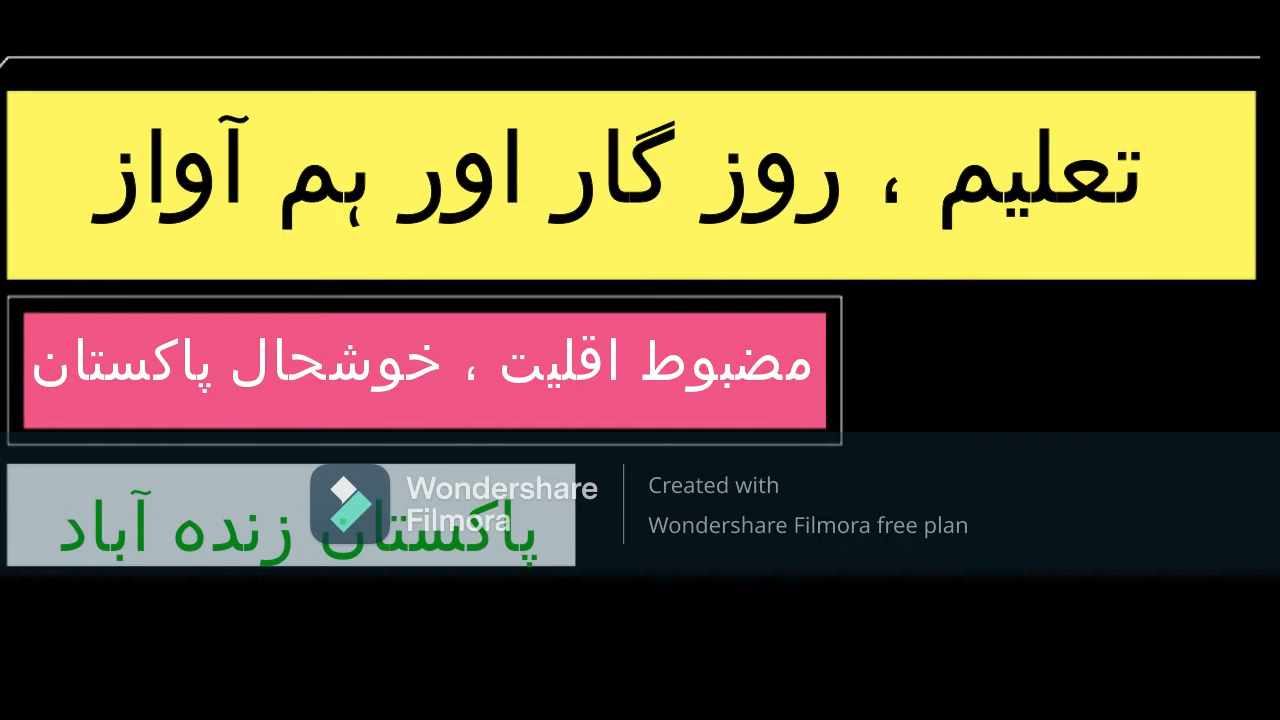 تعلیم ، روز گار اور ہم آواز
مضبوط اقلیت ، خوشحال پاکستان
پاکستان زندہ آباد
Wondershare
Filmora
Created with
Wondershare Filmora free plan